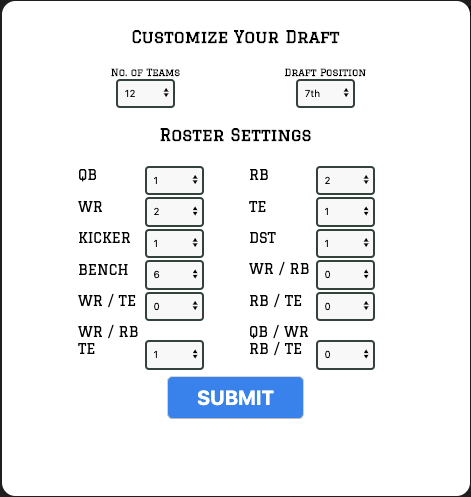 Customize Your Draft
No. of Teams Draft Position
12 7th
Roster Settings
QB 1 RB 2
WR 2 TE 1
KICKER 1 DST 1
BENCH 6 WR / RB 0
WR / TE 0 RB / TE 0
WR / RB QB / WR
TE 1 RB / TE 0
SUBMIT